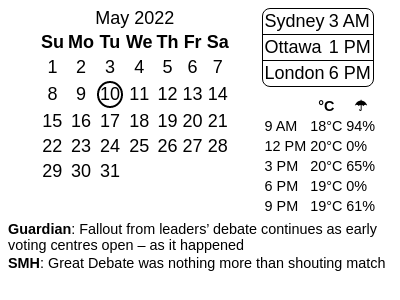 May 2022
Su Mo Tu We Th Fr Sa
1 2 3 4 5 6 7
8 9 10 11 12 13 14
15 16 17 18 19 20 21
22 23 24 25 26 27 28
29 30 31
Sydney 3 AM
Ottawa 1 PM
London 6 PM
°C ☂
9 AM 18°C 94%
12 PM 20°C 0%
3 PM 20°C 65%
6 PM 19°C 0%
9 PM 19°C 61%
Guardian: Fallout from leaders’ debate continues as early
voting centres open – as it happened
SMH: Great Debate was nothing more than shouting match